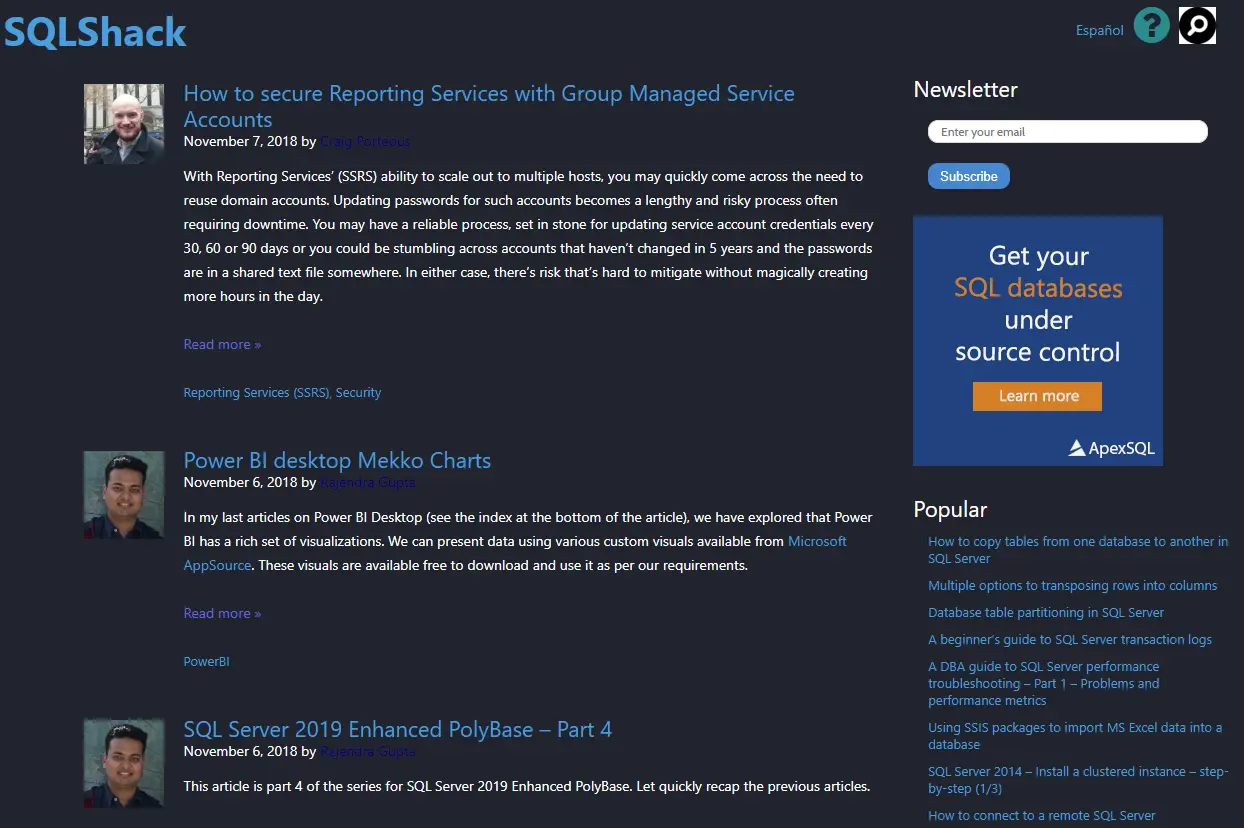 SQLShack
Español
?
How to secure Reporting Services with Group Managed Service
Accounts
November 7, 2018 by Craig Porteous
With Reporting Services’ (SSRS) ability to scale out to multiple hosts, you may quickly come across the need to
reuse domain accounts. Updating passwords for such accounts becomes a lengthy and risky process often
requiring downtime. You may have a reliable process, set in stone for updating service account credentials every
30, 60 or 90 days or you could be stumbling across accounts that haven’t changed in 5 years and the passwords
are in a shared text file somewhere. In either case, there’s risk that’s hard to mitigate without magically creating
more hours in the day.
Read more »
Reporting Services (SSRS), Security
Power BI desktop Mekko Charts
November 6, 2018 by Rajendra Gupta
In my last articles on Power BI Desktop (see the index at the bottom of the article), we have explored that Power
BI has a rich set of visualizations. We can present data using various custom visuals available from Microsoft
AppSource. These visuals are available free to download and use it as per our requirements.
Read more »
PowerBI
SQL Server 2019 Enhanced PolyBase – Part 4
November 6, 2018 by Rajendra Gupta
This article is part 4 of the series for SQL Server 2019 Enhanced PolyBase. Let quickly recap the previous articles.
Newsletter
Enter your email
Subscribe
Get your
SQL databases
under
source control
Learn more
ApexSQL
Popular
How to copy tables from one database to another in
SQL Server
Multiple options to transposing rows into columns
Database table partitioning in SQL Server
A beginner’s guide to SQL Server transaction logs
A DBA guide to SQL Server performance
troubleshooting – Part 1 – Problems and
performance metrics
Using SSIS packages to import MS Excel data into a
database
SQL Server 2014 – Install a clustered instance – step-
by-step (1/3)
How to connect to a remote SQL Server